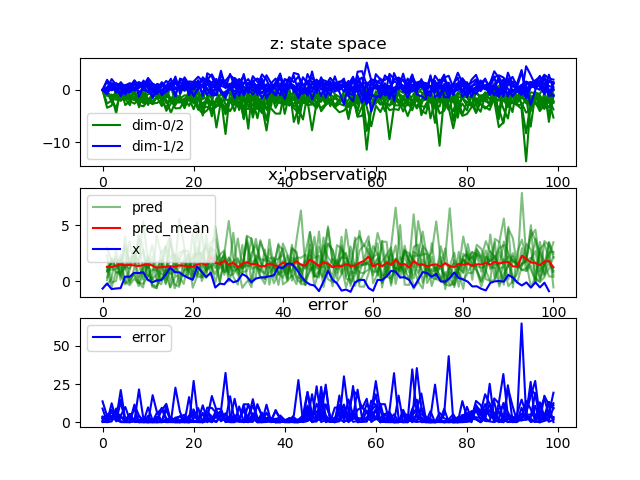 z: state space
0
−10
dim-0/2
dim-1/2
0 20 40 60 80 100
x: observation
5
0
pred
pred_mean
x
0 20 40 60 80 100
error
50
25
0
error
0 20 40 60 80 100